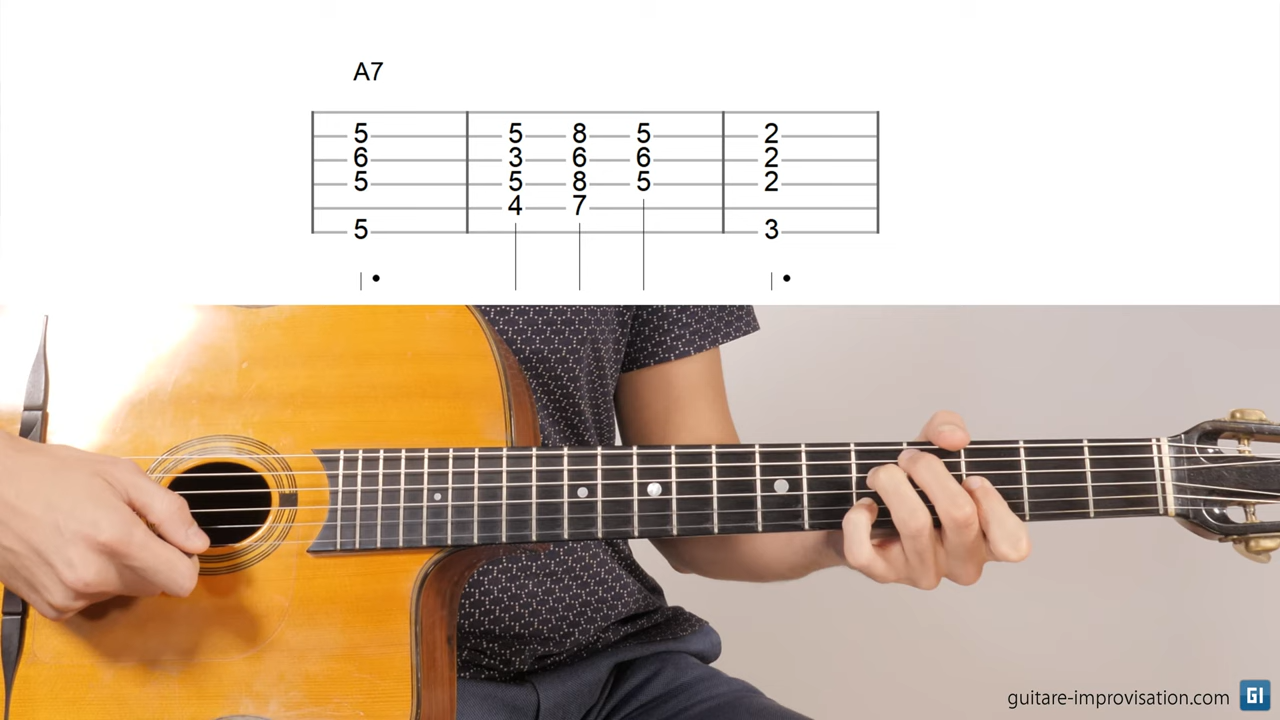 A7
5 5 8 5 2
6 3 6 6 2
5 5 8 5 2
4 7
5 3
guitare-improvisation.com GI